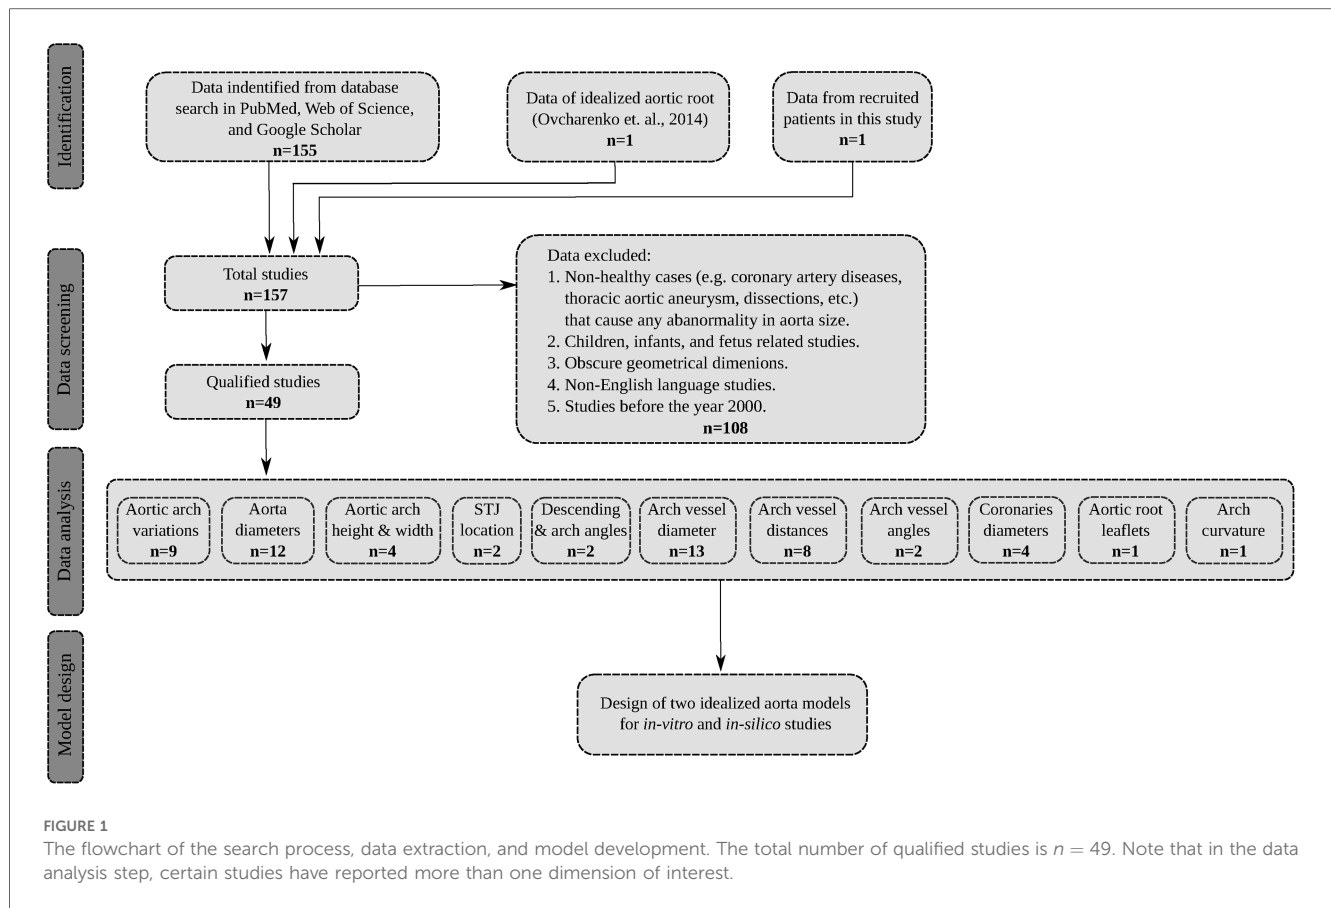 Identification
Data indentified from database
search in PubMed, Web of Science,
and Google Scholar
n=155
Data of idealized aortic root
(Ovcharenko et. al., 2014)
n=1
Data from recruited
patients in this study
n=1
Data screening
Total studies
n=157
Data excluded:
1. Non-healthy cases (e.g. coronary artery diseases,
thoracic aortic aneurysm, dissections, etc.)
that cause any abanormality in aorta size.
2. Children, infants, and fetus related studies.
3. Obscure geometrical dimenions.
4. Non-English language studies.
5. Studies before the year 2000.
n=108
Qualified studies
n=49
Data analysis
Aortic arch
variations
n=9
Aorta
diameters
n=12
Aortic arch
height & width
n=4
STJ
location
n=2
Descending
& arch angles
n=2
Arch vessel
diameter
n=13
Arch vessel
distances
n=8
Arch vessel
angles
n=2
Coronaries
diameters
n=4
Aortic root
leaflets
n=1
Arch
curvature
n=1
Model design
Design of two idealized aorta models
for in-vitro and in-silico studies
FIGURE 1
The flowchart of the search process, data extraction, and model development. The total number of qualified studies is n = 49. Note that in the data
analysis step, certain studies have reported more than one dimension of interest.